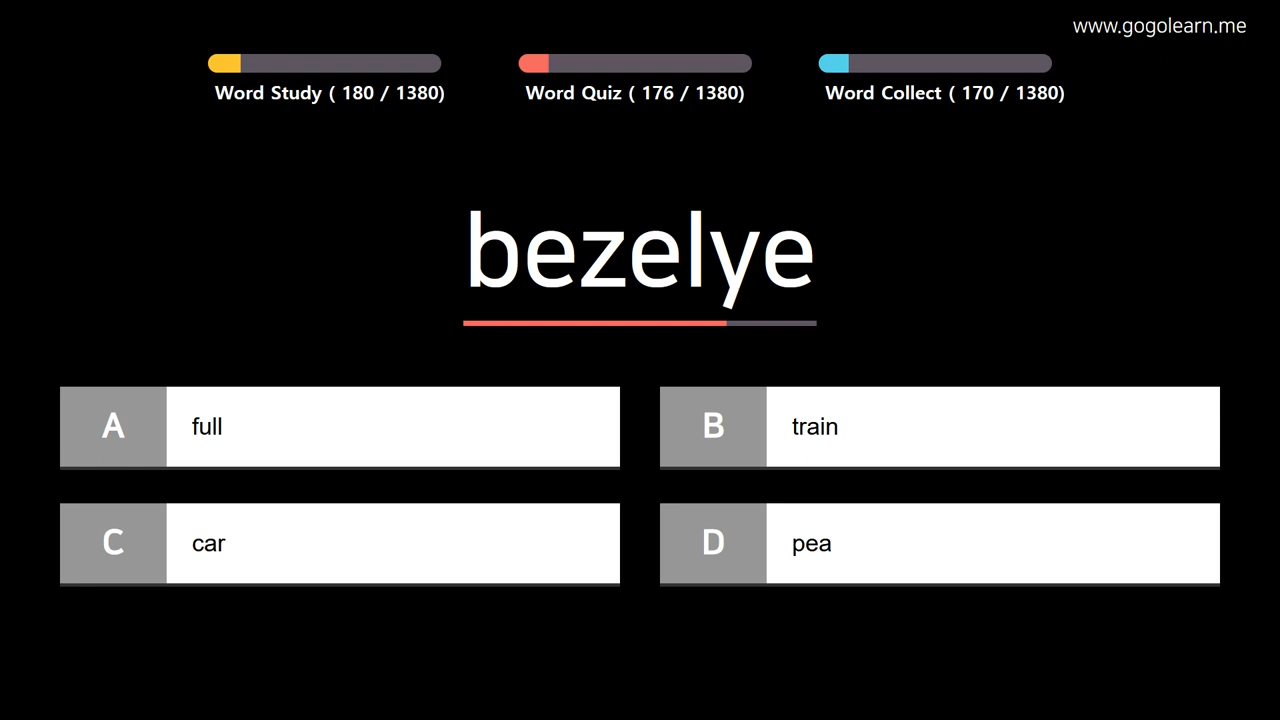 www.gogolearn.me
Word Study ( 180 / 1380)
Word Quiz ( 176 / 1380)
Word Collect ( 170 / 1380)
bezelye
A
full
B
train
C
car
D
pea